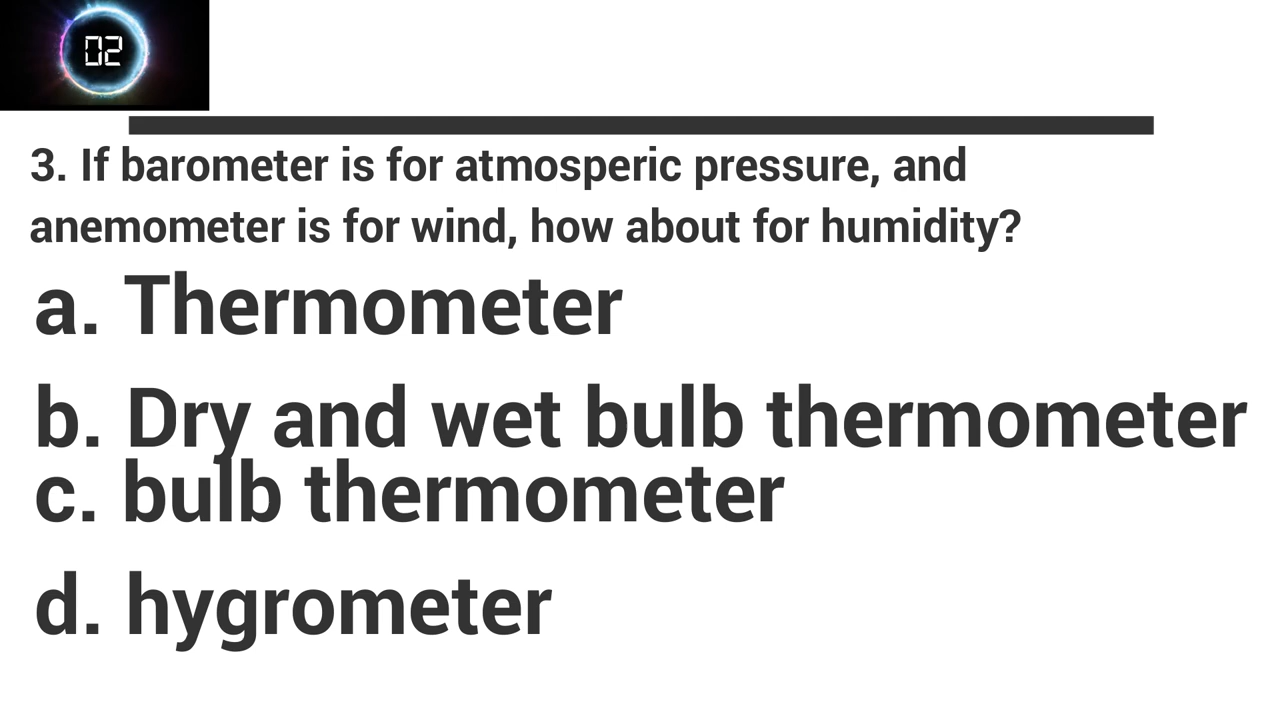 02
3. If barometer is for atmosperic pressure, and
anemometer is for wind, how about for humidity?
a. Thermometer
b. Dry and wet bulb thermometer
c. bulb thermometer
d. hygrometer